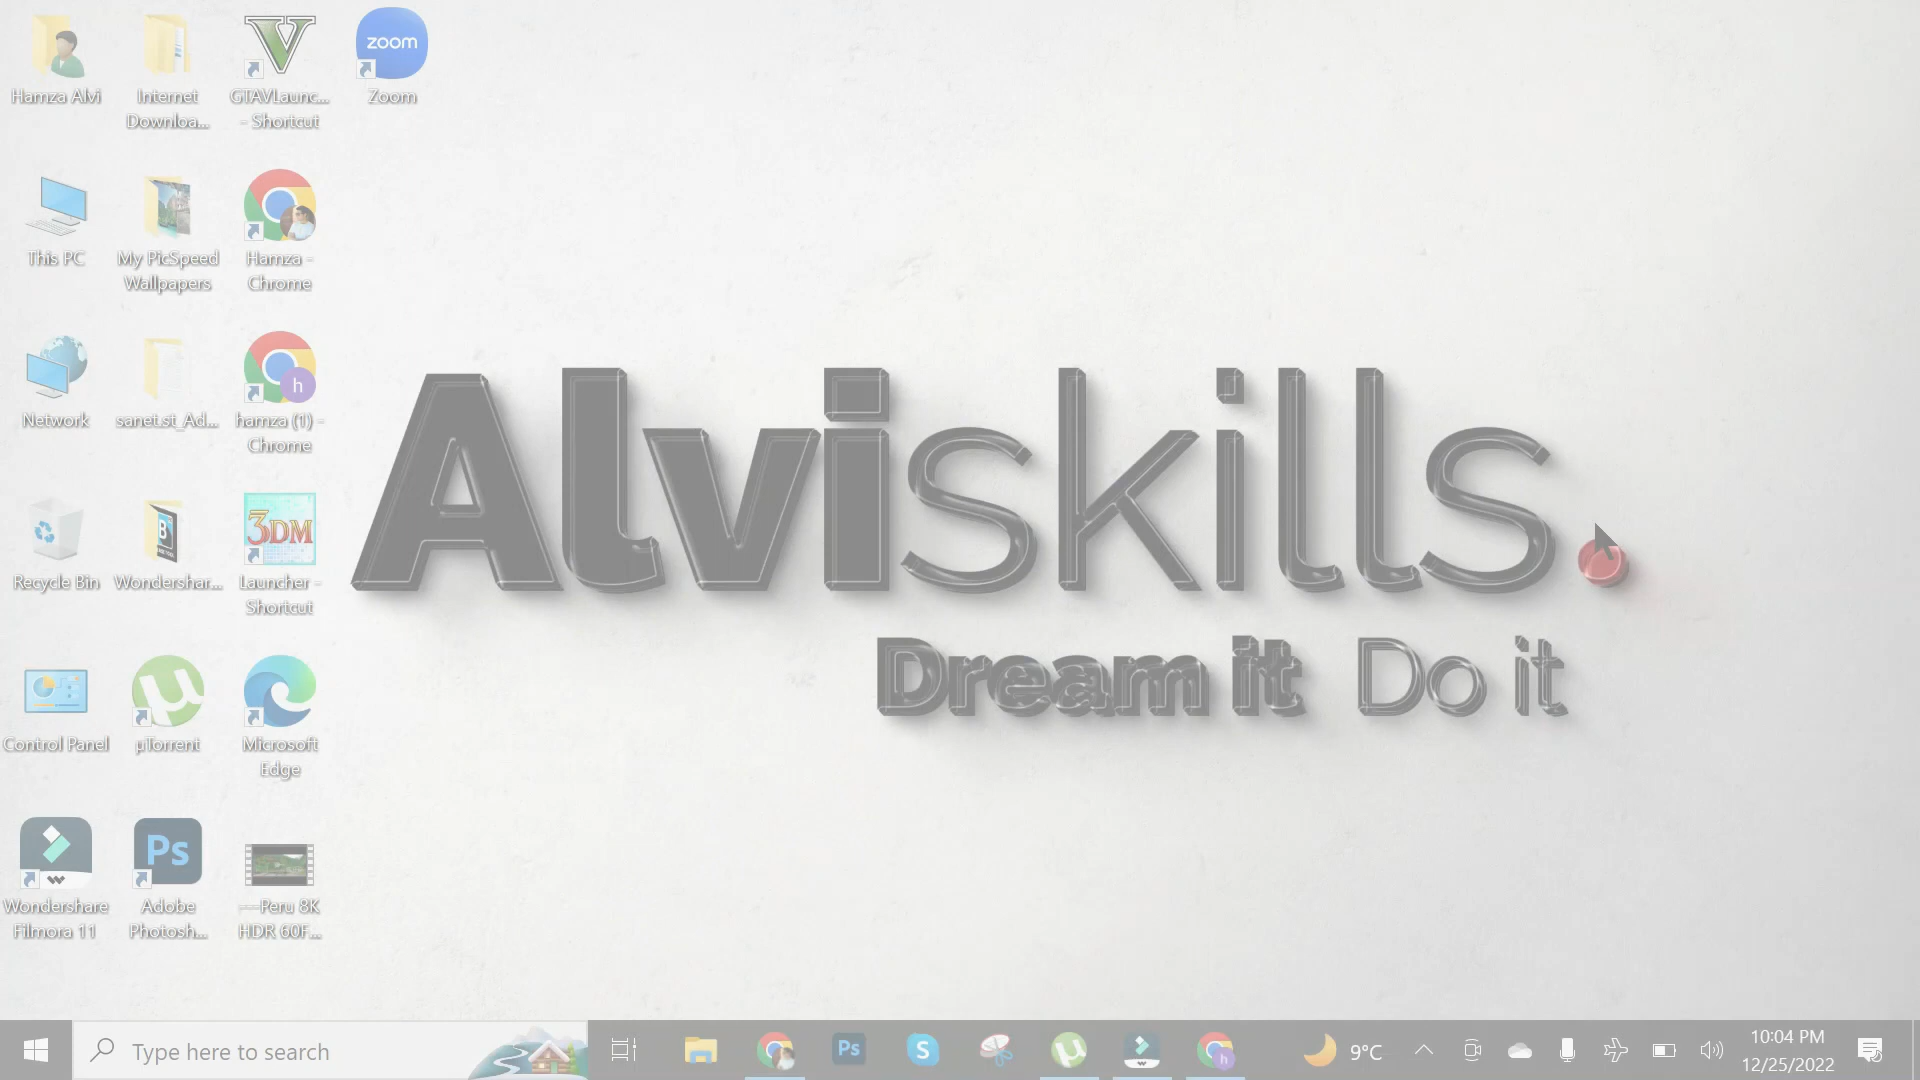 Hamza Alvi
Internet
Downloa...
GTAVLaunc...
- Shortcut
zoom
Zoom
This PC
My PicSpeed
Wallpapers
Hamza -
Chrome
Network
sanet.st_Ad...
h
hamza (1) -
Chrome
Recycle Bin
Wondershar...
3DM
Launcher -
Shortcut
Control Panel
µTorrent
Microsoft
Edge
Wondershare
Filmora 11
Ps
Adobe
Photosh...
---Peru 8K
HDR 60F...
Alviskills.
Dream it Do it
Type here to search
Ps
S
h
9°C
10:04 PM
12/25/2022